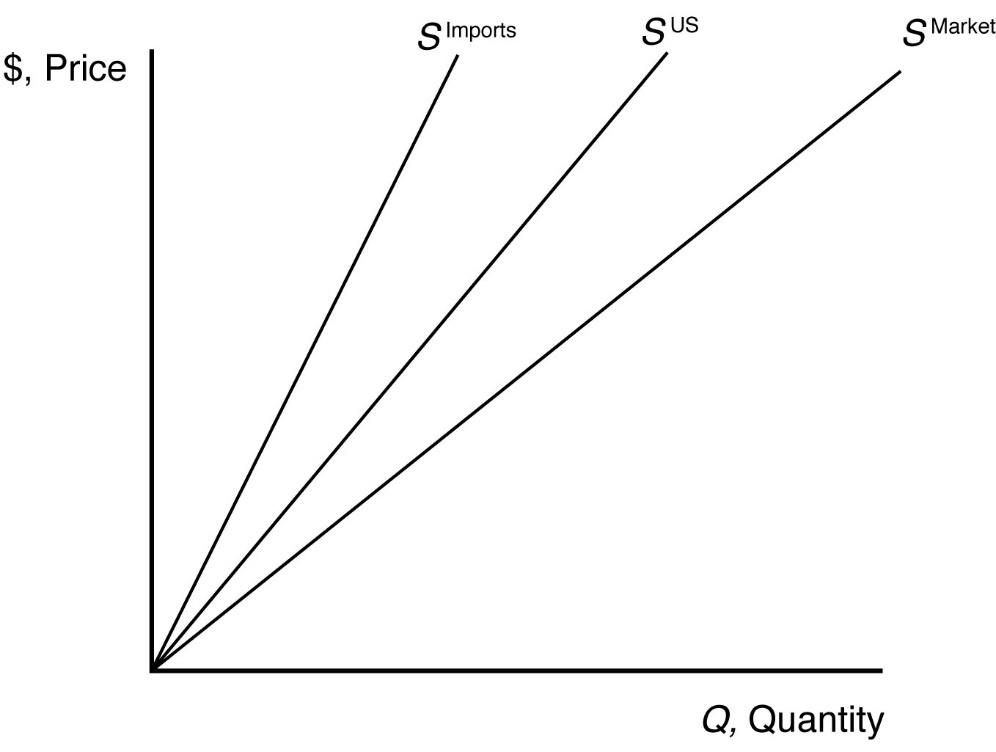 S Imports
S US
S Market
$, Price
Q, Quantity